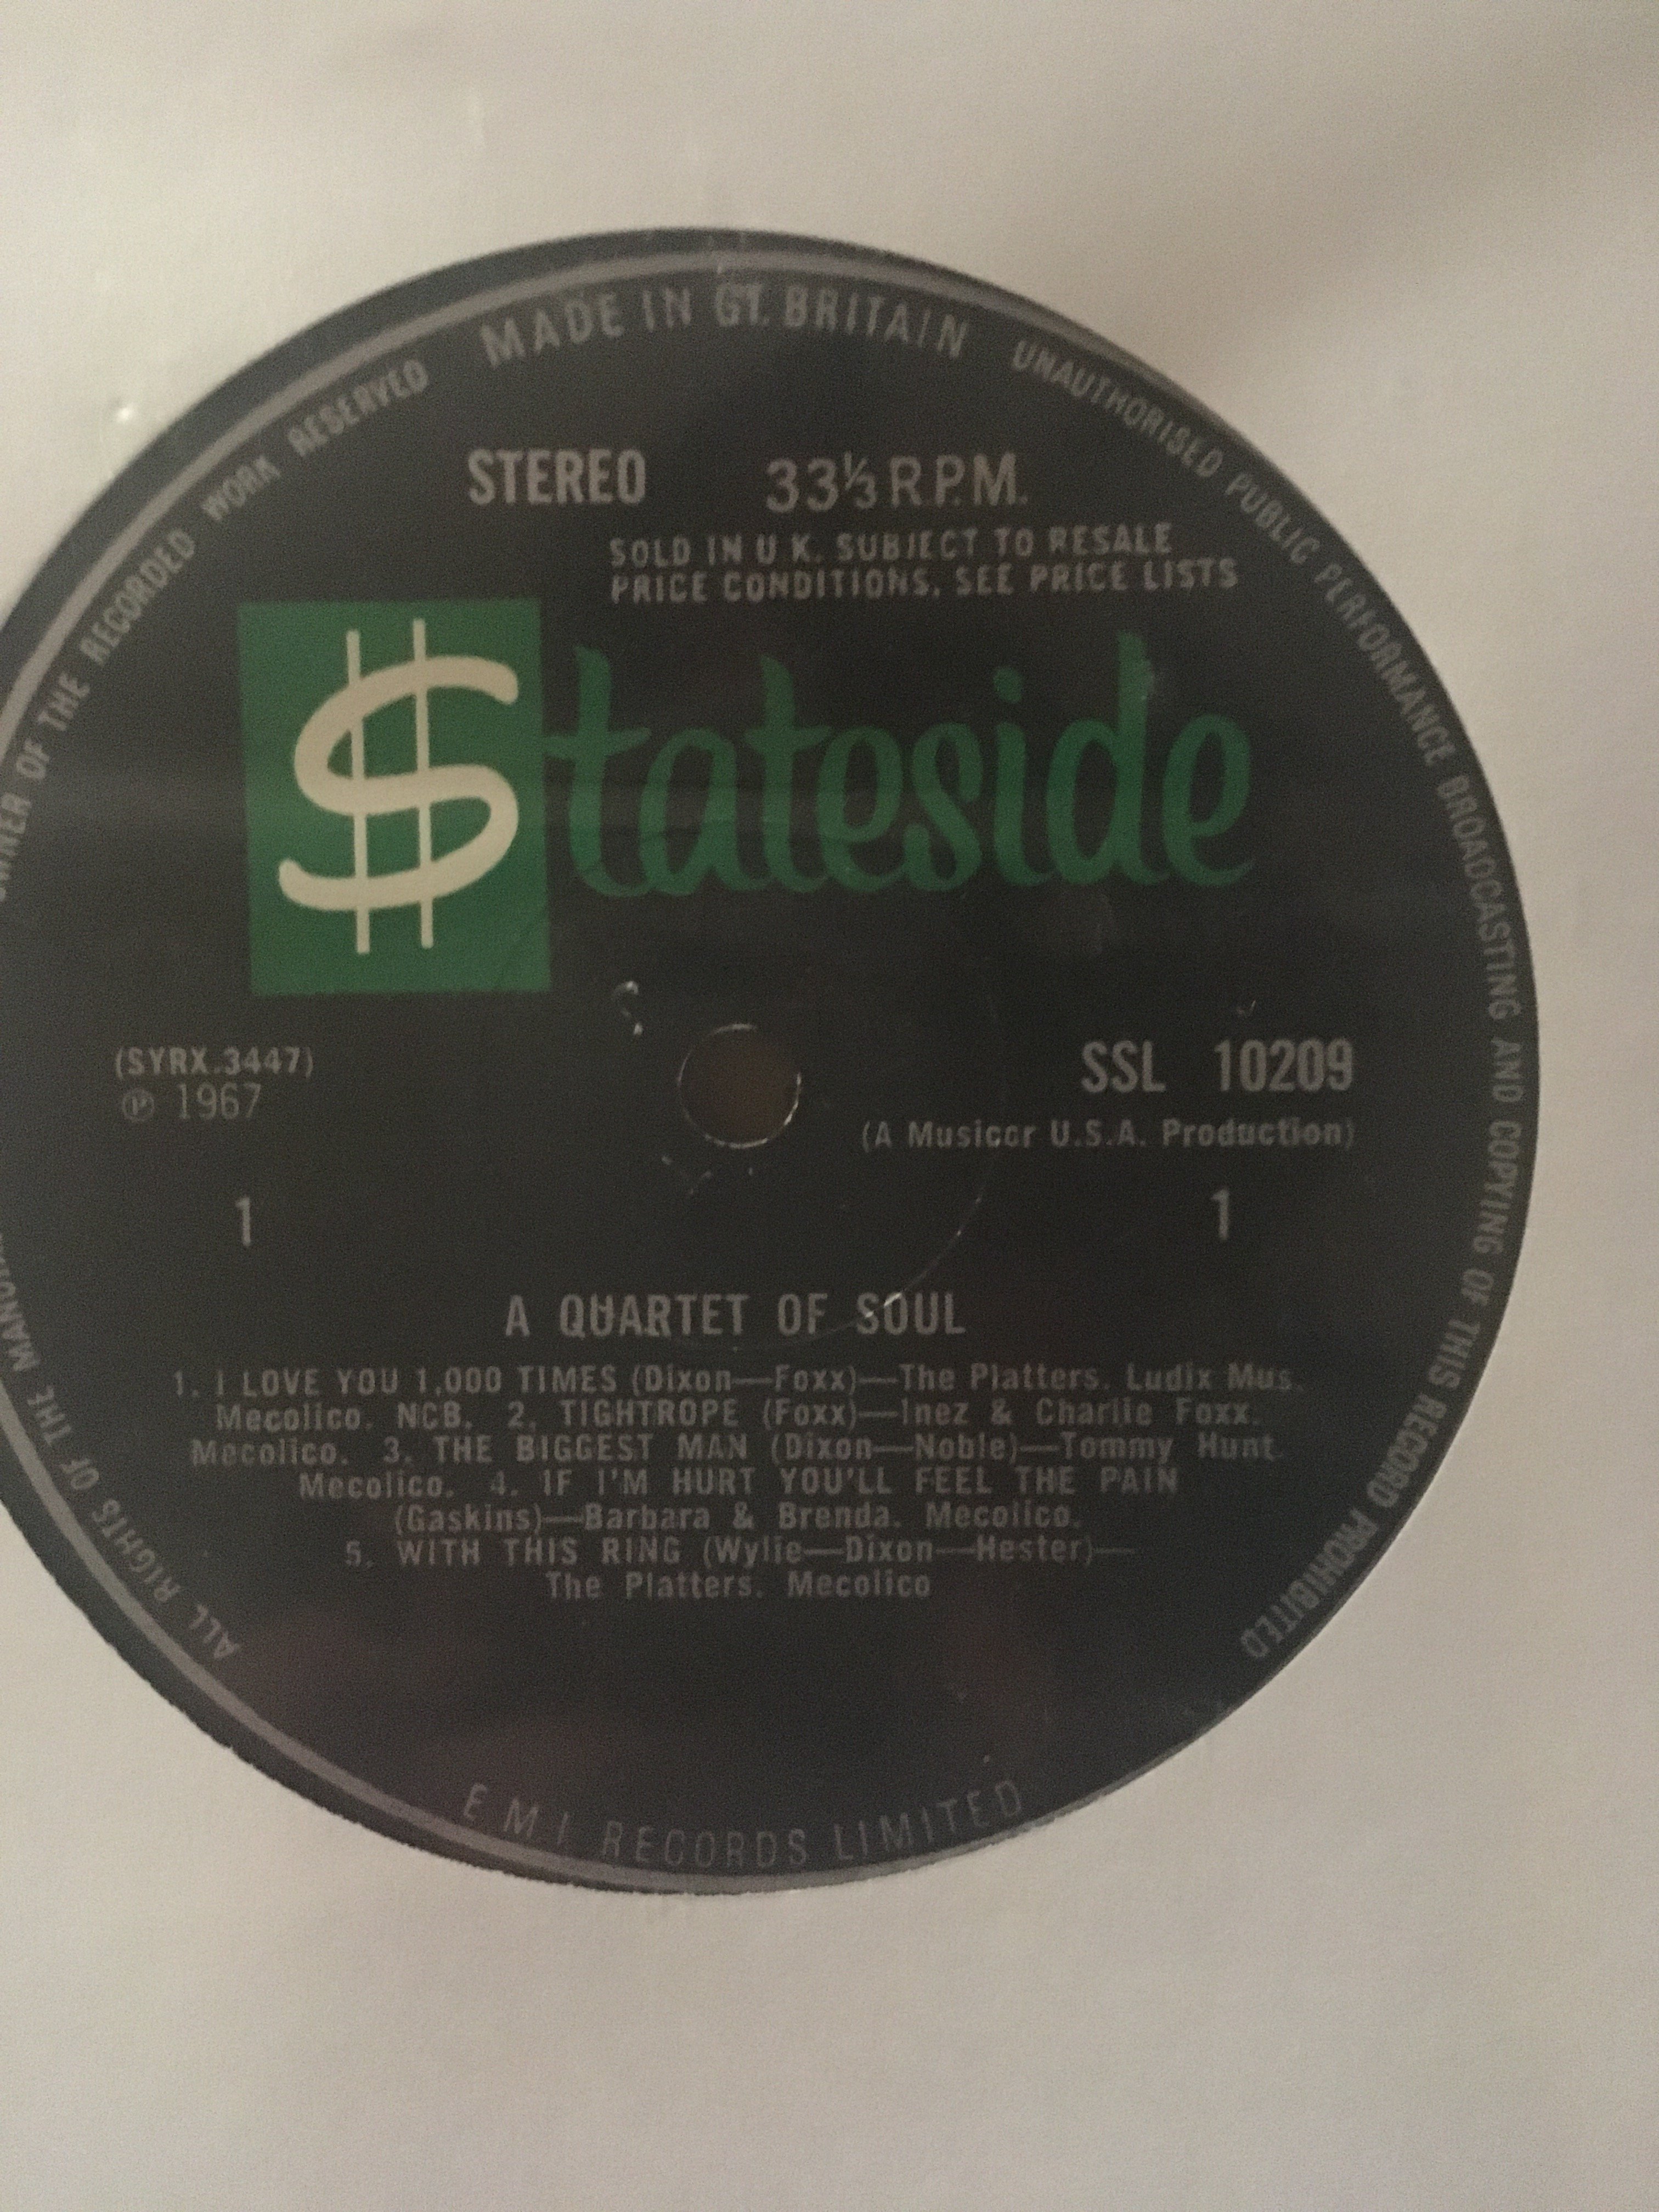 MADE IN GT. BRITAIN
UNAUTHORISED PUBLIC PERFORMANCE BROADCASTING AND COPYING OF THIS RECORD PROHIBITED
STEREO 33⅓ R.P.M.
SOLD IN U.K. SUBJECT TO RESALE
PRICE CONDITIONS, SEE PRICE LISTS
$tateside
(SYRX.3447)
℗ 1967
SSL 10209
(A Musicor U.S.A. Production)
1 1
A QUARTET OF SOUL
1. I LOVE YOU 1,000 TIMES (Dixon—Foxx)—The Platters. Ludix Mus.
Mecolico. NCB. 2. TIGHTROPE (Foxx)—Inez & Charlie Foxx.
Mecolico. 3. THE BIGGEST MAN (Dixon—Noble)—Tommy Hunt
Mecolico. 4. IF I'M HURT YOU'LL FEEL THE PAIN
(Gaskins)—Barbara & Brenda. Mecolico.
5. WITH THIS RING (Wylie—Dixon—Hester)—
The Platters. Mecolico
E M I RECORDS LIMITED
ALL RIGHTS OF THE OF THE RECORDED WORK RESERVED